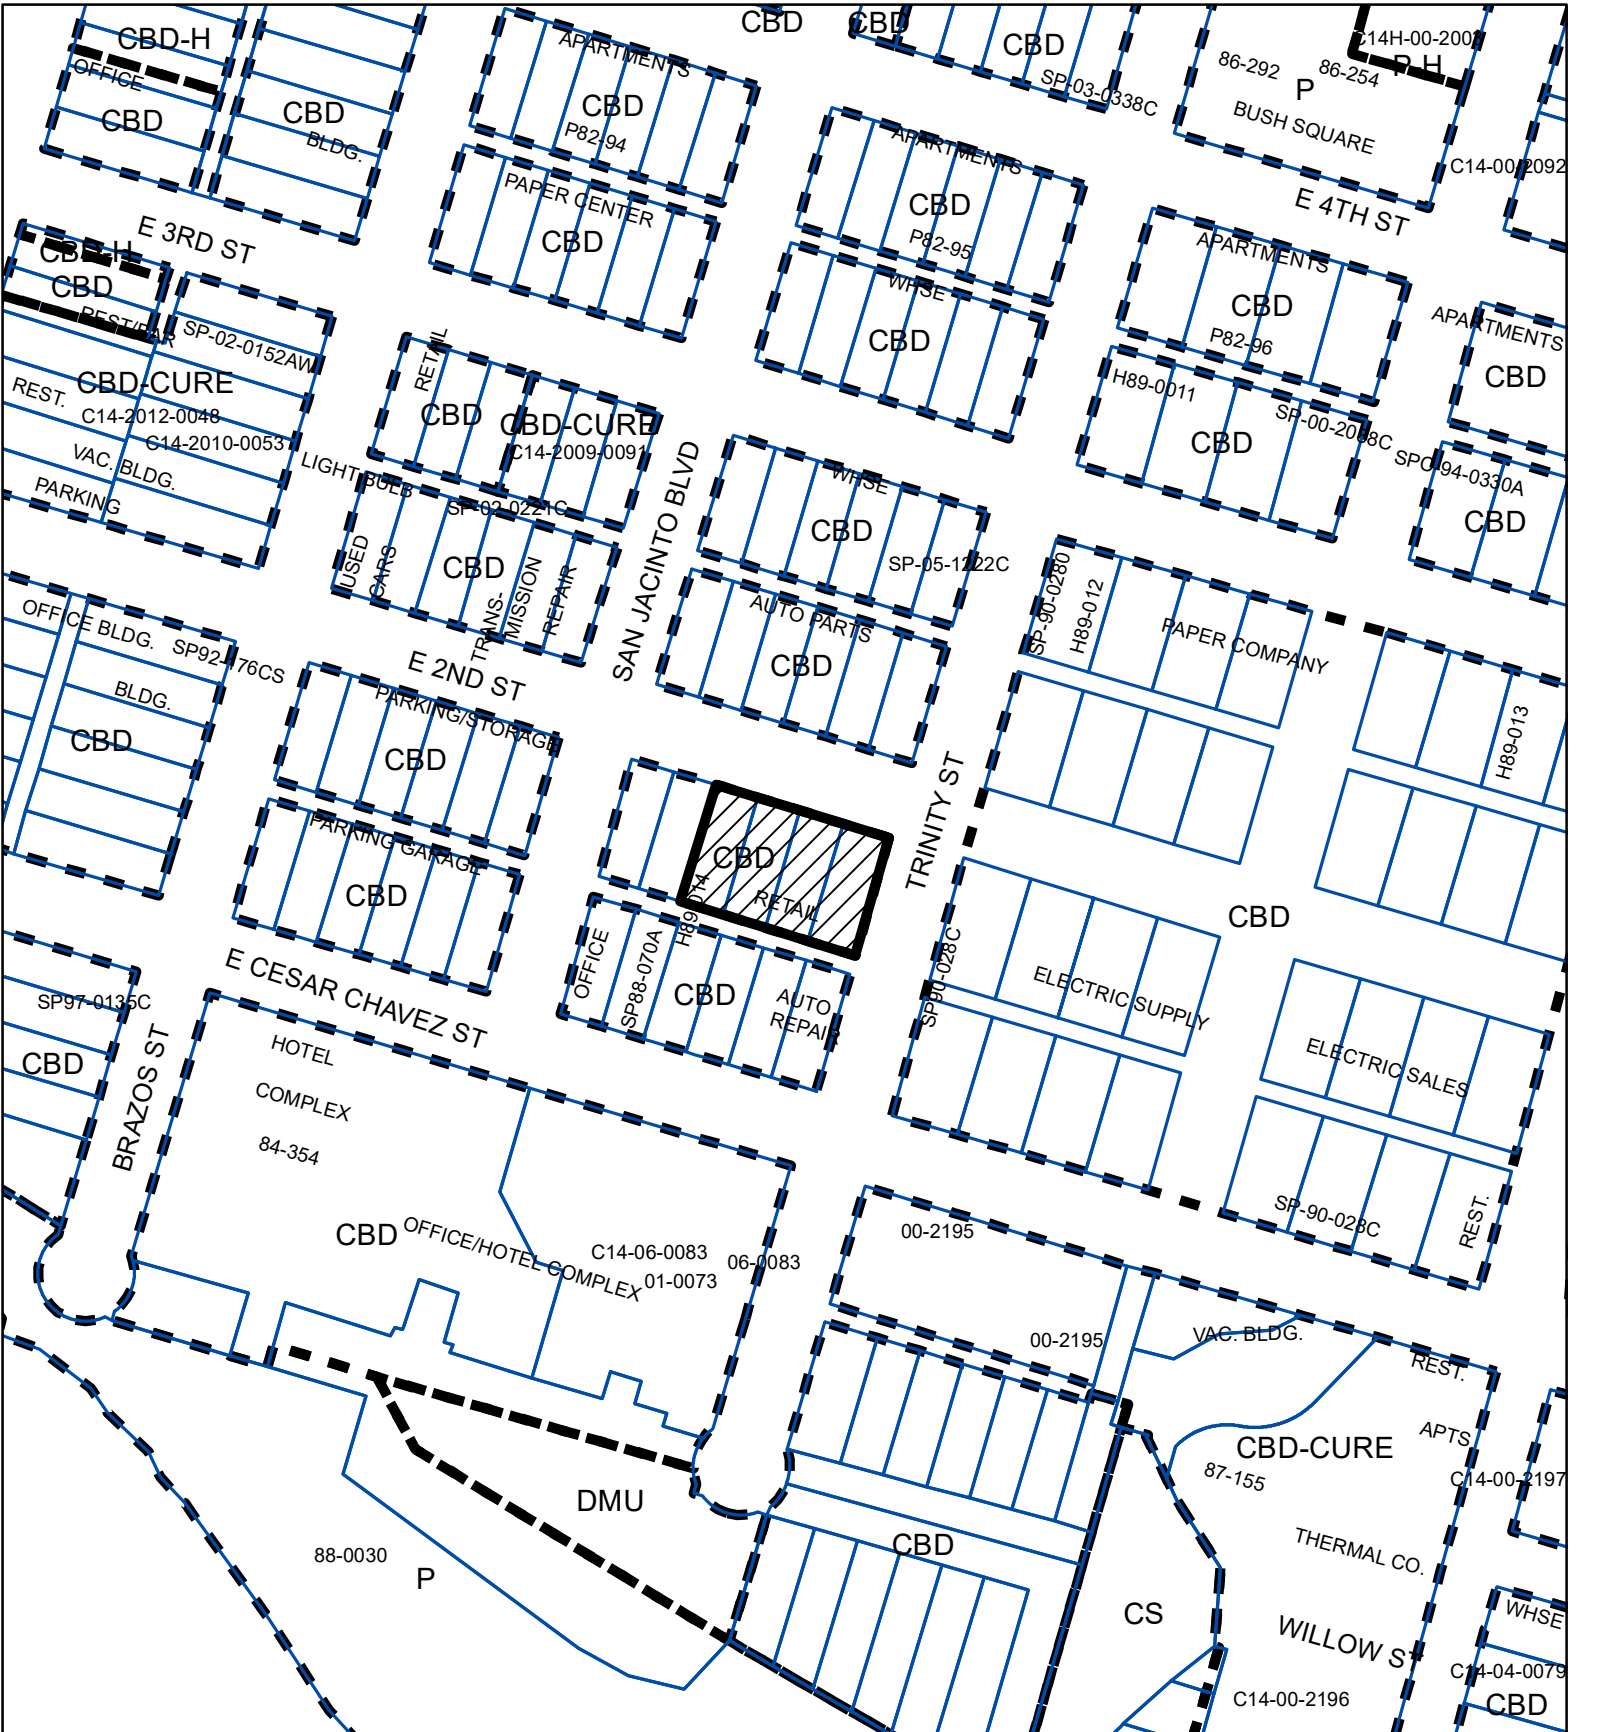 CBD-H
OFFICE
CBD
CBD
BLDG.
APARTMENTS
CBD
P82-94
PAPER CENTER
CBD
CBD
CBD
CBD
SP-03-0338C
86-292
P
86-254
C14H-00-2002
P-H
BUSH SQUARE
C14-00-2092
E 4TH ST
APARTMENTS
CBD
P82-95
WHSE
CBD
APARTMENTS
CBD
P82-96
H89-0011
CBD
SP-00-2088C
APARTMENTS
CBD
SPC-94-0330A
CBD
E 3RD ST
CBD-H
CBD
REST/BAR
SP-02-0152AW
CBD-CURE
REST.
C14-2012-0048
C14-2010-0053
VAC. BLDG.
PARKING
RETAIL
CBD
CBD-CURE
C14-2009-0091
LIGHT BULB
SP-02-0221C
USED
CARS
CBD
TRANS-
MISSION
REPAIR
SAN JACINTO BLVD
WHSE
CBD
SP-05-1222C
AUTO PARTS
CBD
SP-90-0280
H89-012
PAPER COMPANY
H89-013
OFFICE BLDG.
SP92-176CS
BLDG.
CBD
E 2ND ST
PARKING/STORAGE
CBD
PARKING GARAGE
CBD
TRINITY ST
CBD
RETAIL
H89-014
OFFICE
SP88-070A
CBD
AUTO
REPAIR
CBD
SP90-028C
ELECTRIC SUPPLY
ELECTRIC SALES
SP-90-028C
REST.
E CESAR CHAVEZ ST
SP97-0135C
CBD
BRAZOS ST
HOTEL
COMPLEX
84-354
CBD
OFFICE/HOTEL COMPLEX
C14-06-0083
01-0073
06-0083
00-2195
00-2195
VAC. BLDG.
REST.
APTS
CBD-CURE
87-155
C14-00-2197
THERMAL CO.
DMU
CBD
88-0030
P
CS
WILLOW ST
WHSE
C14-04-0079
C14-00-2196
CBD